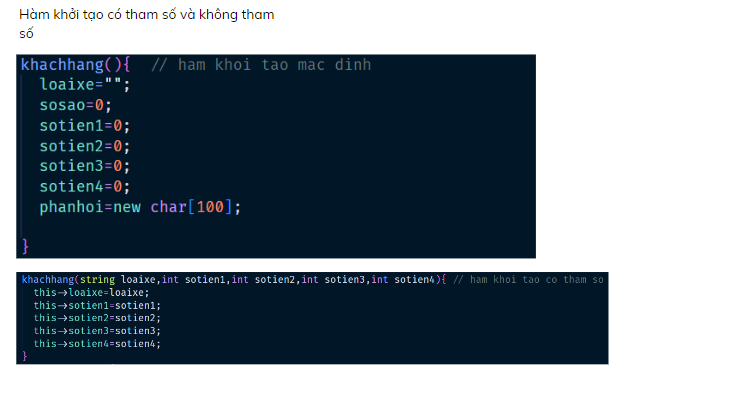 Hàm khởi tạo có tham số và không tham
số
khachhang(){ // ham khoi tao mac dinh
loaixe="";
sosao=0;
sotien1=0;
sotien2=0;
sotien3=0;
sotien4=0;
phanhoi=new char[100];
}
khachhang(string loaixe,int sotien1,int sotien2,int sotien3,int sotien4){ // ham khoi tao co tham so
this->loaixe=loaixe;
this->sotien1=sotien1;
this->sotien2=sotien2;
this->sotien3=sotien3;
this->sotien4=sotien4;
}